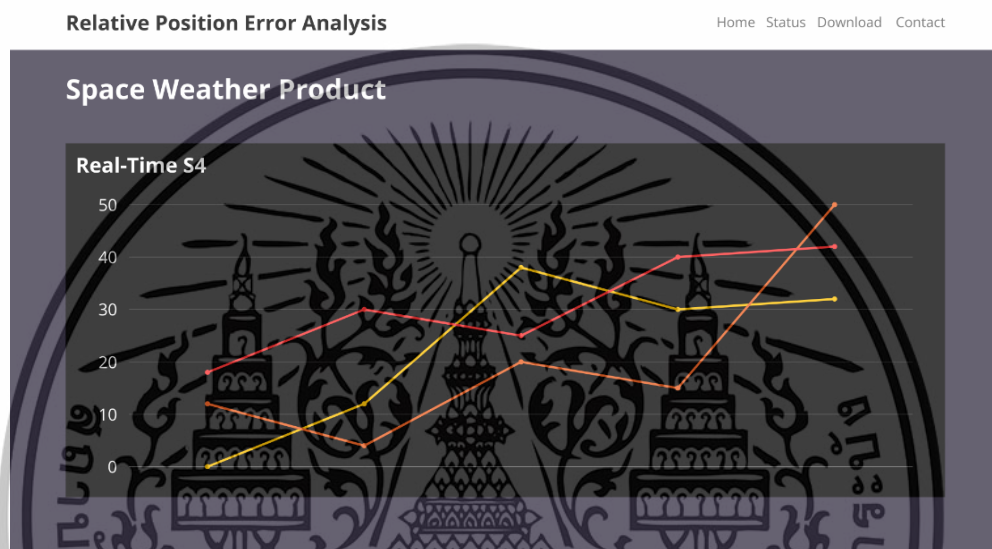 Relative Position Error Analysis
Home Status Download Contact
Space Weather Product
Real-Time S4
50
40
30
20
10
0